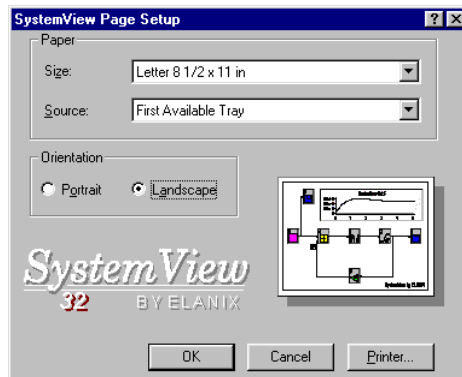 SystemView Page Setup
Paper
Size: Letter 8 1/2 x 11 in
Source: First Available Tray
Orientation
Portrait Landscape
SystemView
32 BY ELANIX
OK Cancel Printer...